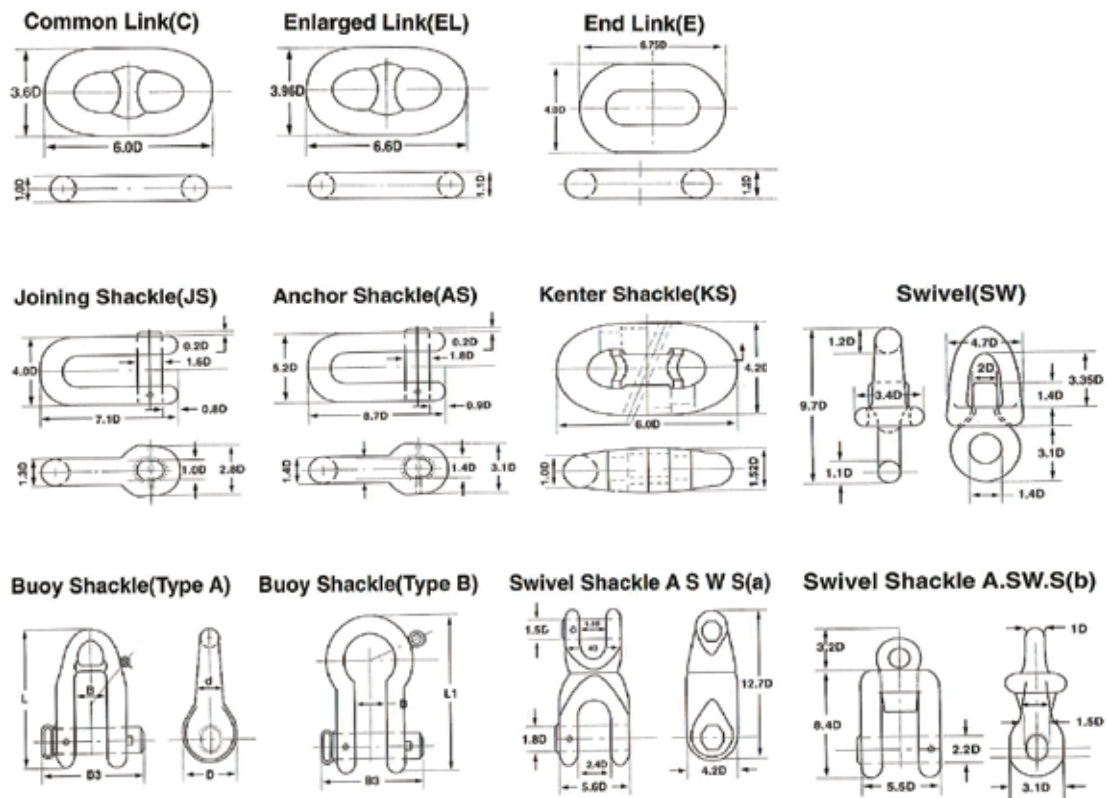 Common Link(C)
3.6D
6.0D
1.0D
Enlarged Link(EL)
3.96D
6.6D
1.1D
End Link(E)
6.75D
4.0D
1.2D
Joining Shackle(JS)
4.0D
0.2D
1.6D
0.8D
7.1D
1.3D
1.0D
2.8D
Anchor Shackle(AS)
5.2D
0.2D
1.8D
0.9D
8.7D
1.4D
1.4D
3.1D
Kenter Shackle(KS)
4.2D
6.0D
1.0D
1.52D
Swivel(SW)
1.2D
9.7D
3.4D
1.1D
4.7D
2D
3.35D
1.4D
3.1D
1.4D
Buoy Shackle(Type A)
L
B
B3
d
D
Buoy Shackle(Type B)
L1
B3
Swivel Shackle A S W S(a)
4D
1.8D
2.4D
5.6D
12.7D
4.2D
Swivel Shackle A.SW.S(b)
3.2D
8.4D
2.2D
5.5D
1D
1.5D
3.1D